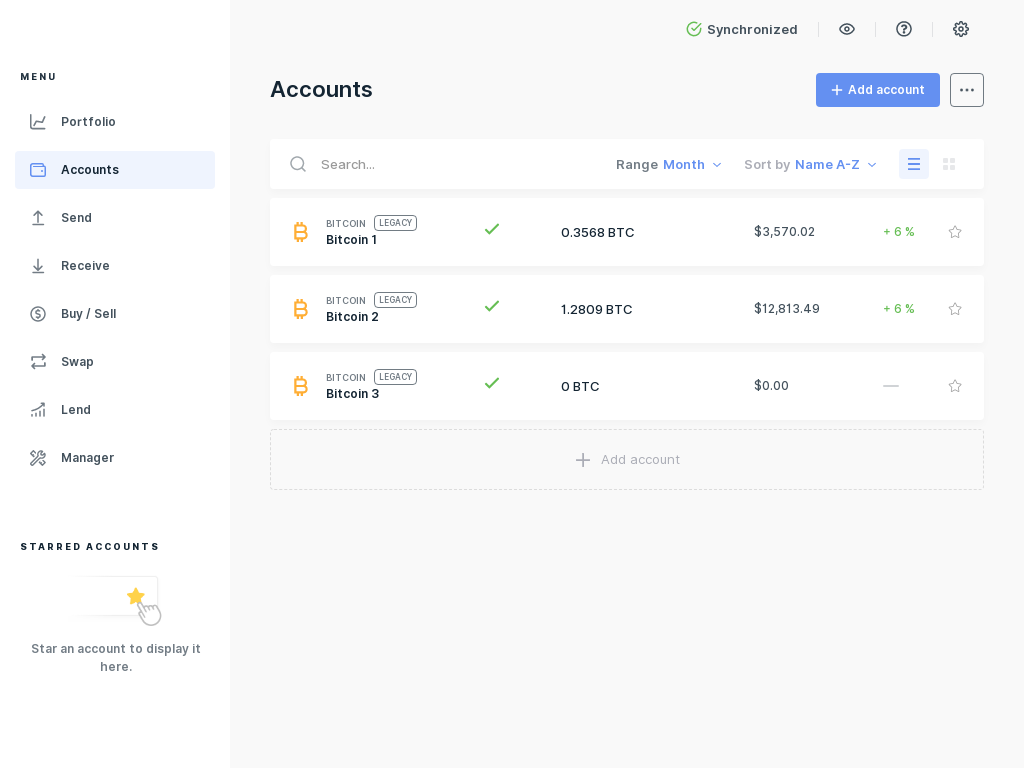 Synchronized
MENU
Portfolio
Accounts
Send
Receive
Buy / Sell
Swap
Lend
Manager
STARRED ACCOUNTS
Star an account to display it
here.
Accounts
Add account
Search...
Range Month
Sort by Name A-Z
BITCOIN LEGACY
Bitcoin 1
0.3568 BTC
$3,570.02
+ 6 %
BITCOIN LEGACY
Bitcoin 2
1.2809 BTC
$12,813.49
+ 6 %
BITCOIN LEGACY
Bitcoin 3
0 BTC
$0.00
—
Add account